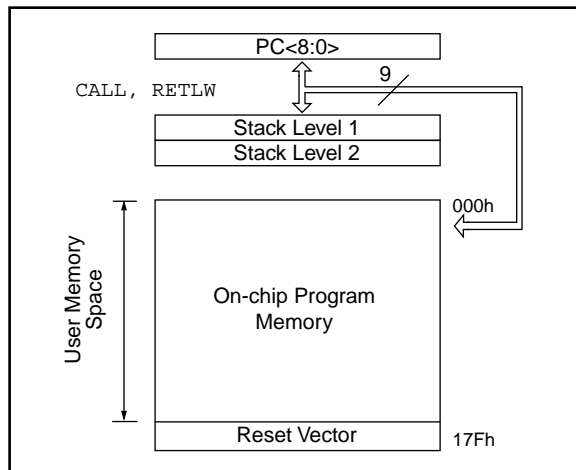 PC<8:0>
9
CALL, RETLW
Stack Level 1
Stack Level 2
000h
User Memory
Space
On-chip Program
Memory
Reset Vector
17Fh